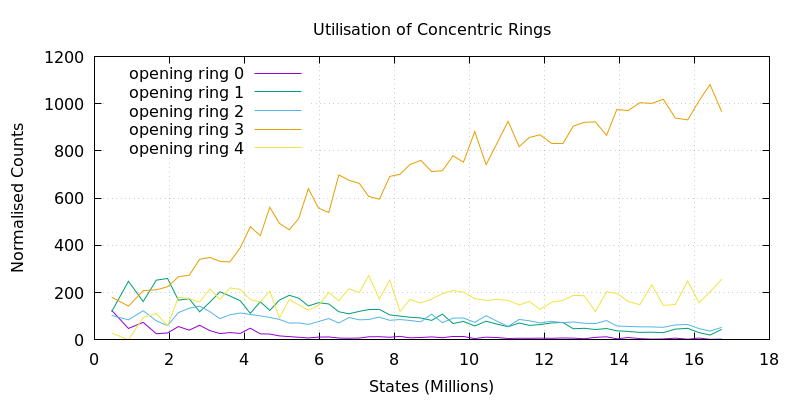 Utilisation of Concentric Rings
Normalised Counts
1200
1000
800
600
400
200
0
opening ring 0
opening ring 1
opening ring 2
opening ring 3
opening ring 4
0 2 4 6 8 10 12 14 16 18
States (Millions)